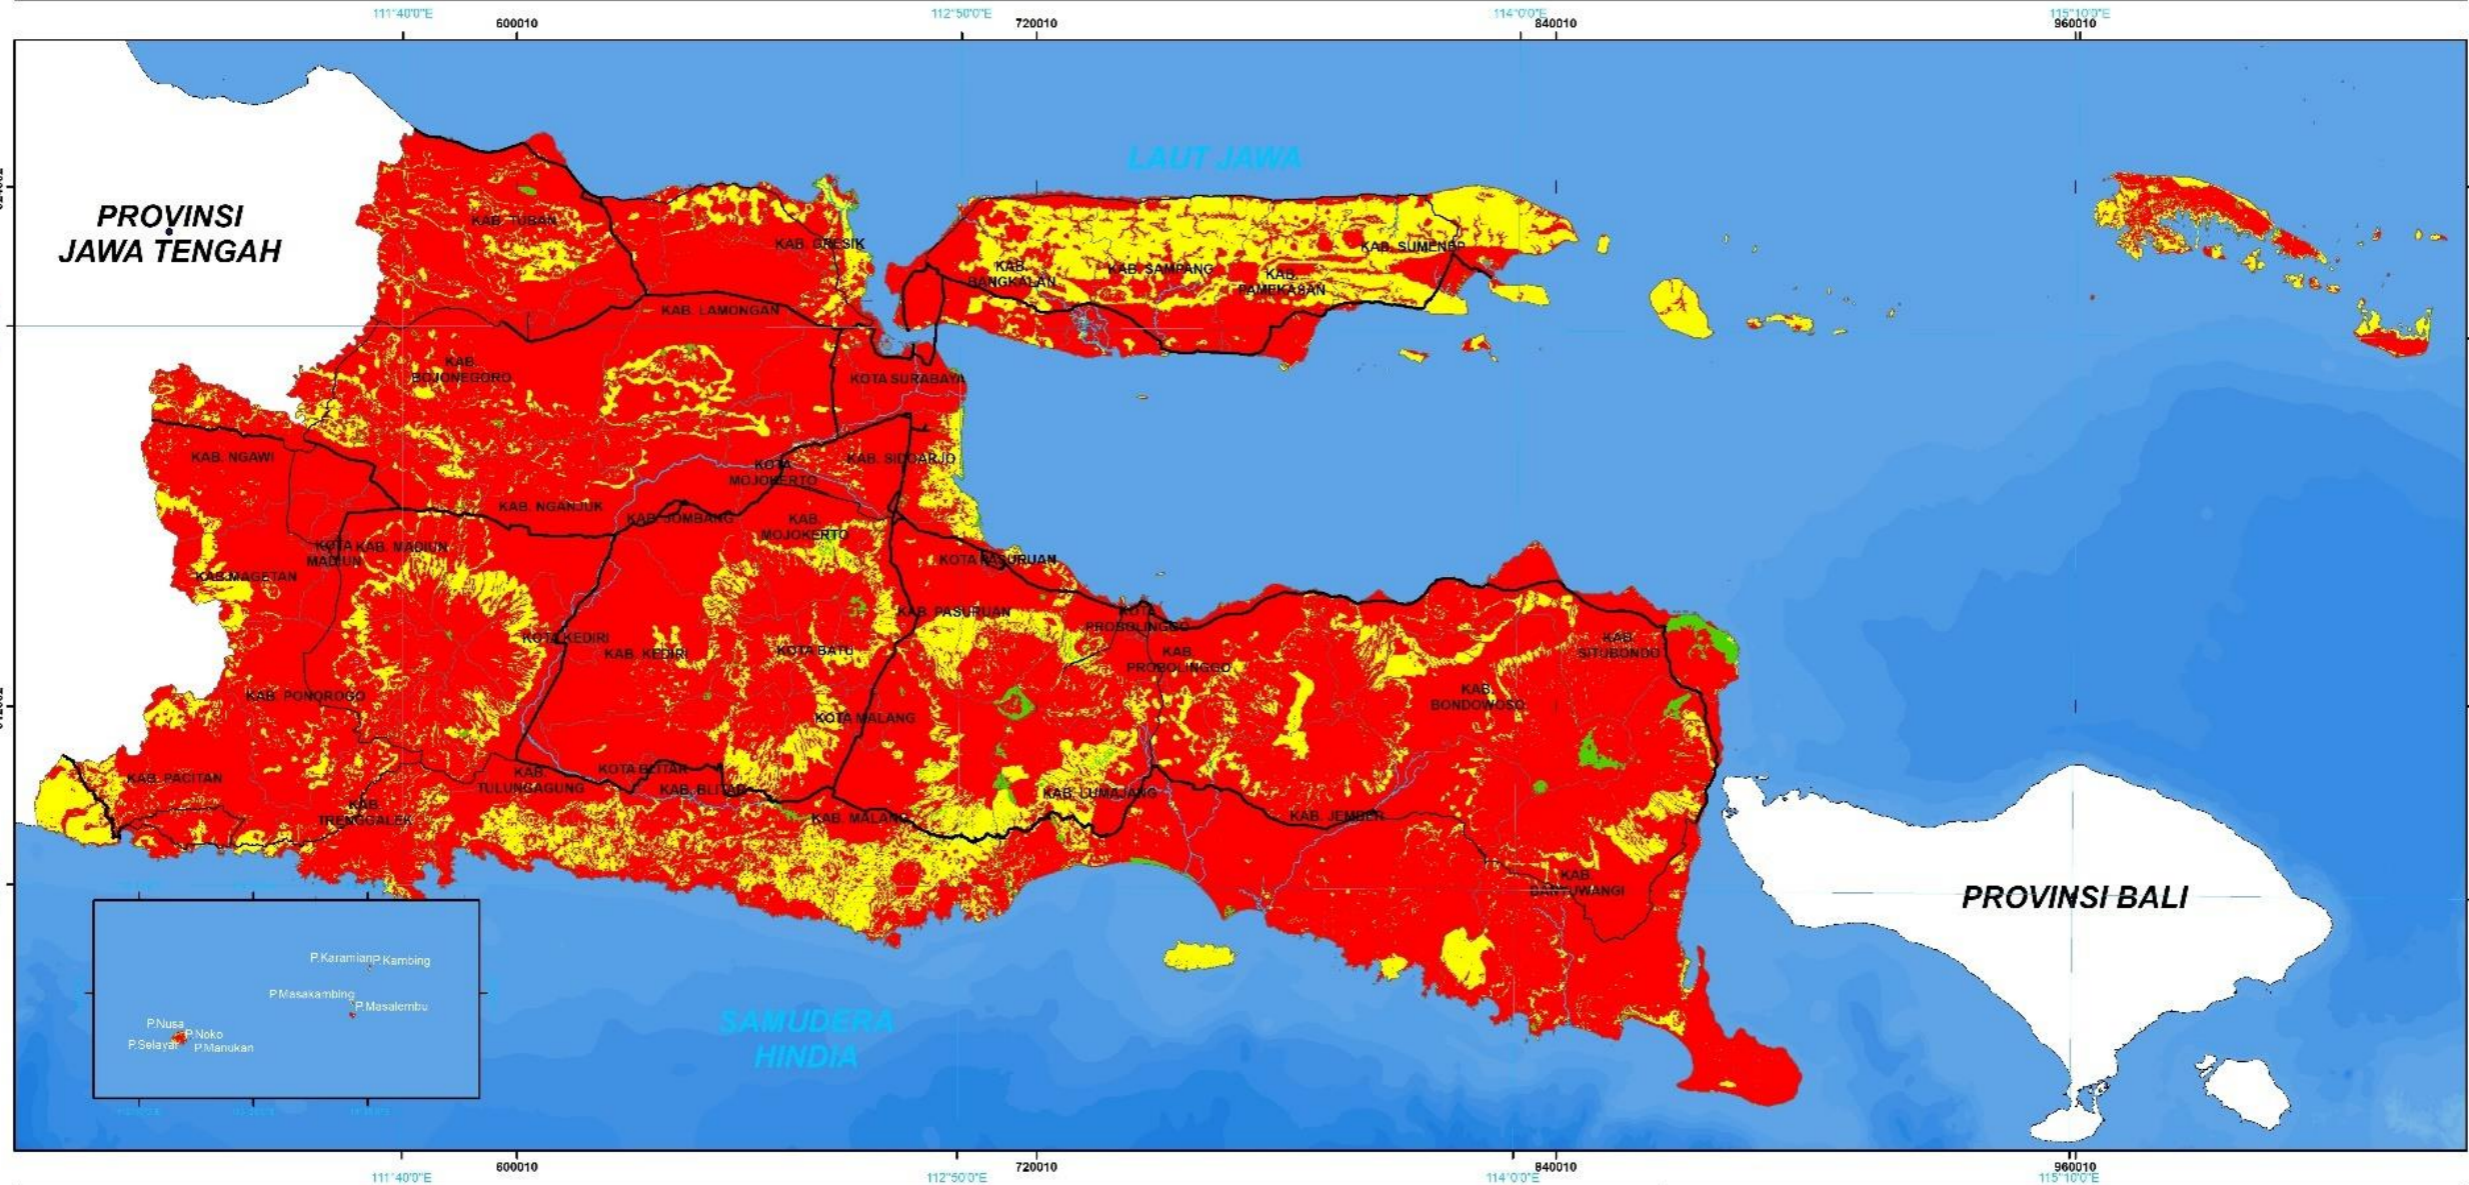 111°40'0"E
112°50'0"E
114°0'0"E
115°10'0"E
600010
720010
840010
960010
LAUT JAWA
PROVINSI
JAWA TENGAH
KAB. TUBAN
KAB. GRESIK
KAB. SUMENEP
KAB.
BANGKALAN
KAB. SAMPANG
KAB.
PAMEKASAN
KAB. LAMONGAN
KAB.
BOJONEGORO
KOTA SURABAYA
KAB. NGAWI
KOTA
MOJOKERTO
KAB. SIDOARJO
KAB. NGANJUK
KAB. JOMBANG
KAB.
MOJOKERTO
KOTA
MADIUN
KAB. MADIUN
KOTA PASURUAN
KAB.MAGETAN
KAB. PASURUAN
KOTA
PROBOLINGGO
KOTA KEDIRI
KAB. KEDIRI
KOTA BATU
KAB.
PROBOLINGGO
KAB.
SITUBONDO
KAB. PONOROGO
KAB.
BONDOWOSO
KOTA MALANG
KAB. PACITAN
KAB.
TULUNGAGUNG
KOTA BLITAR
KAB. BLITAR
KAB. LUMAJANG
KAB.
TRENGGALEK
KAB. MALANG
KAB. JEMBER
KAB.
BANYUWANGI
PROVINSI BALI
P.Karamian
P.Kambing
P.Masakambing
P.Masalembu
P.Nusa
P.Noko
P.Selayar
P.Manukan
SAMUDERA
HINDIA
600010
720010
840010
960010
111°40'0"E
112°50'0"E
114°0'0"E
115°10'0"E